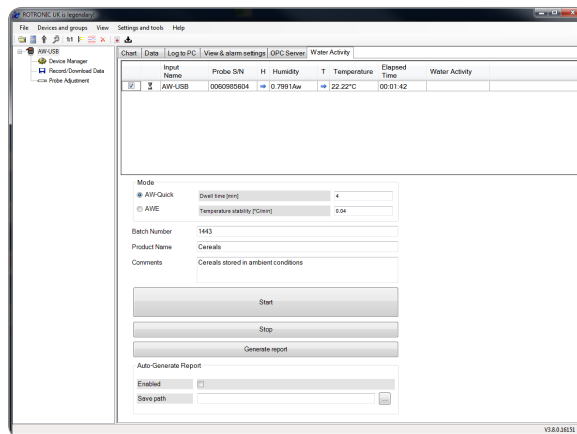 ROTRONIC UK is legendary!
File Devices and groups View Settings and tools Help
AW-USB
Device Manager
Record/Download Data
Probe Adjustment
Chart Data Log to PC View & alarm settings OPC Server Water Activity
Input Name Probe S/N H Humidity T Temperature Elapsed Time Water Activity
AW-USB 0060985604 0.7991Aw 22.22°C 00:01:42
Mode
AW-Quick Dwell time [min] 4
AWE Temperature stability [°C/min] 0.04
Batch Number 1443
Product Name Cereals
Comments Cereals stored in ambient conditions
Start
Stop
Generate report
Auto-Generate Report
Enabled
Save path ...
V3.8.0.16151